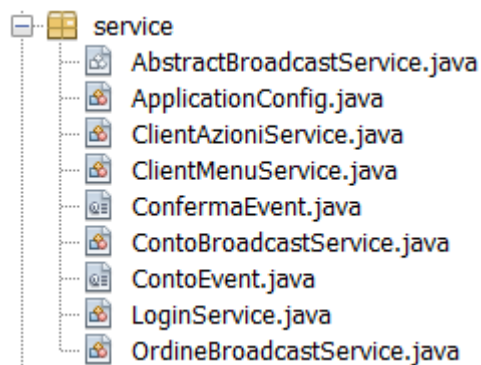 service
AbstractBroadcastService.java
ApplicationConfig.java
ClientAzioniService.java
ClientMenuService.java
ConfermaEvent.java
ContoBroadcastService.java
ContoEvent.java
LoginService.java
OrdineBroadcastService.java